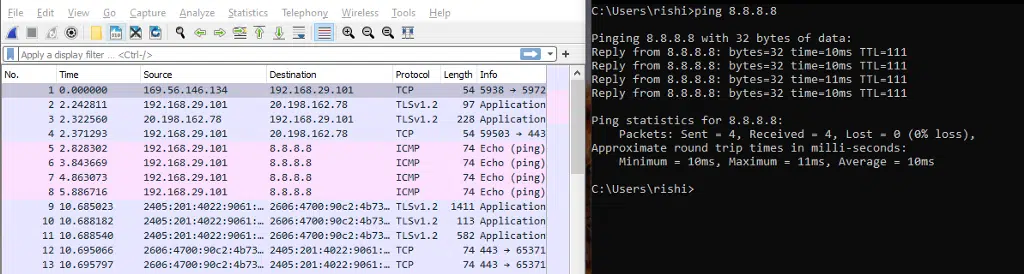 File Edit View Go Capture Analyze Statistics Telephony Wireless Tools Help
Apply a display filter ... <Ctrl-/>
No. Time Source Destination Protocol Length Info
1 0.000000 169.56.146.134 192.168.29.101 TCP 54 5938 → 5972
2 2.242811 192.168.29.101 20.198.162.78 TLSv1.2 97 Application
3 2.322560 20.198.162.78 192.168.29.101 TLSv1.2 228 Application
4 2.371293 192.168.29.101 20.198.162.78 TCP 54 59503 → 443
5 2.828302 192.168.29.101 8.8.8.8 ICMP 74 Echo (ping)
6 3.843669 192.168.29.101 8.8.8.8 ICMP 74 Echo (ping)
7 4.863073 192.168.29.101 8.8.8.8 ICMP 74 Echo (ping)
8 5.886716 192.168.29.101 8.8.8.8 ICMP 74 Echo (ping)
9 10.685023 2405:201:4022:9061:… 2606:4700:90c2:4b73… TLSv1.2 1411 Application
10 10.688182 2405:201:4022:9061:… 2606:4700:90c2:4b73… TLSv1.2 113 Application
11 10.688540 2405:201:4022:9061:… 2606:4700:90c2:4b73… TLSv1.2 582 Application
12 10.695066 2606:4700:90c2:4b73… 2405:201:4022:9061:… TCP 74 443 → 65371
13 10.695797 2606:4700:90c2:4b73… 2405:201:4022:9061:… TCP 74 443 → 65371
C:\Users\rishi>ping 8.8.8.8
Pinging 8.8.8.8 with 32 bytes of data:
Reply from 8.8.8.8: bytes=32 time=10ms TTL=111
Reply from 8.8.8.8: bytes=32 time=10ms TTL=111
Reply from 8.8.8.8: bytes=32 time=11ms TTL=111
Reply from 8.8.8.8: bytes=32 time=10ms TTL=111
Ping statistics for 8.8.8.8:
Packets: Sent = 4, Received = 4, Lost = 0 (0% loss),
Approximate round trip times in milli-seconds:
Minimum = 10ms, Maximum = 11ms, Average = 10ms
C:\Users\rishi>